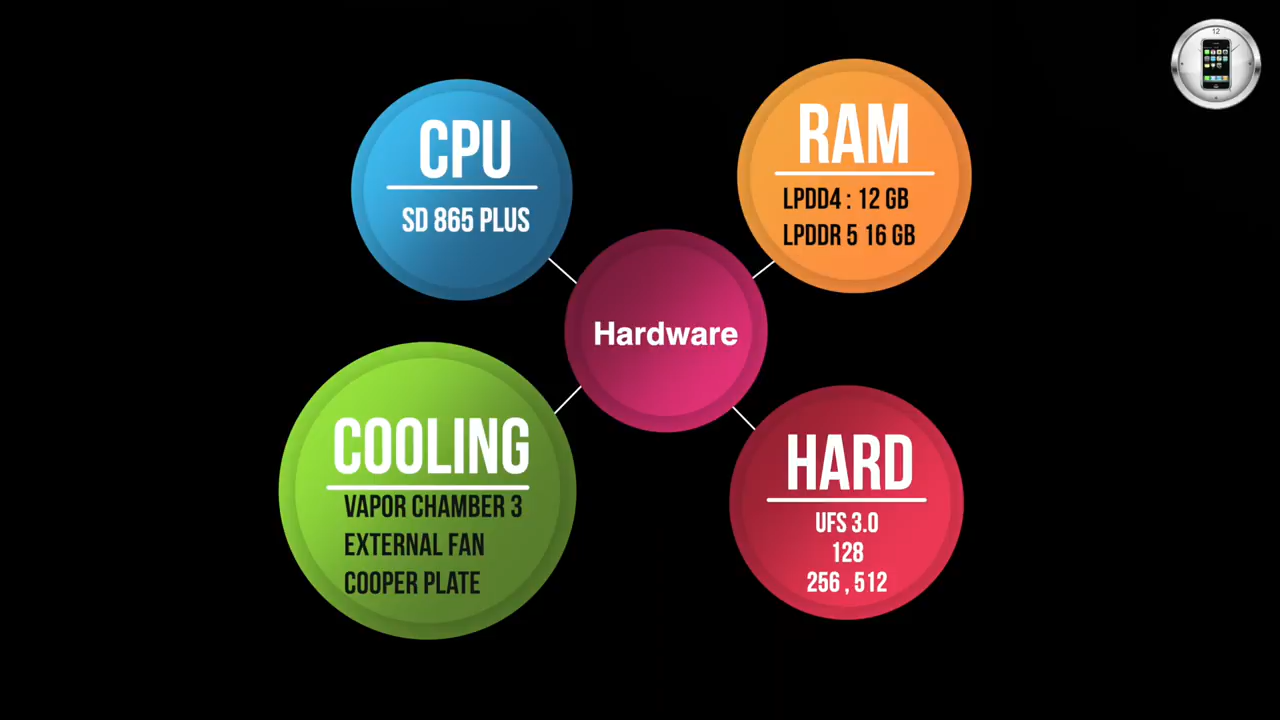 CPU
SD 865 PLUS
RAM
LPDD4 : 12 GB
LPDDR 5 16 GB
Hardware
COOLING
VAPOR CHAMBER 3
EXTERNAL FAN
COOPER PLATE
HARD
UFS 3.0
128
256 , 512
12